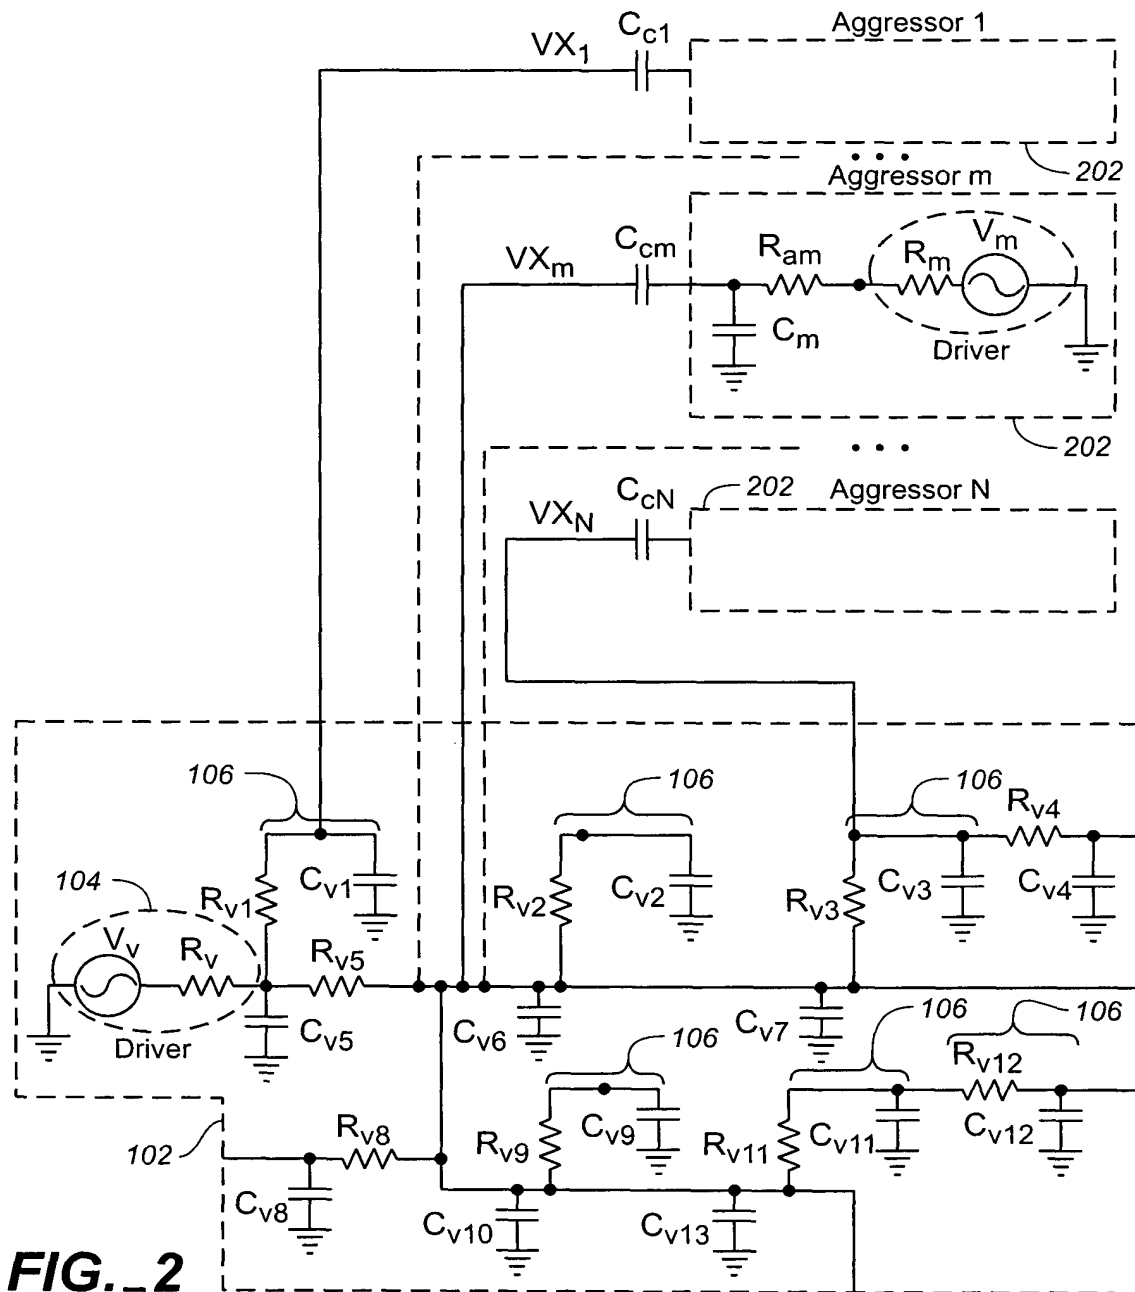 Aggressor 1
VX1
Cc1
202
Aggressor m
VXm
Ccm
Ram
Rm
Vm
Cm
Driver
202
202
Aggressor N
VXN
CcN
106
106
106
Rv4
104
Rv1
Cv1
Rv2
Cv2
Rv3
Cv3
Cv4
Vv
Rv
Rv5
Driver
Cv5
Cv6
Cv7
106
106
106
Rv12
102
Rv8
Rv9
Cv9
Rv11
Cv11
Cv12
Cv8
Cv10
Cv13
FIG._2